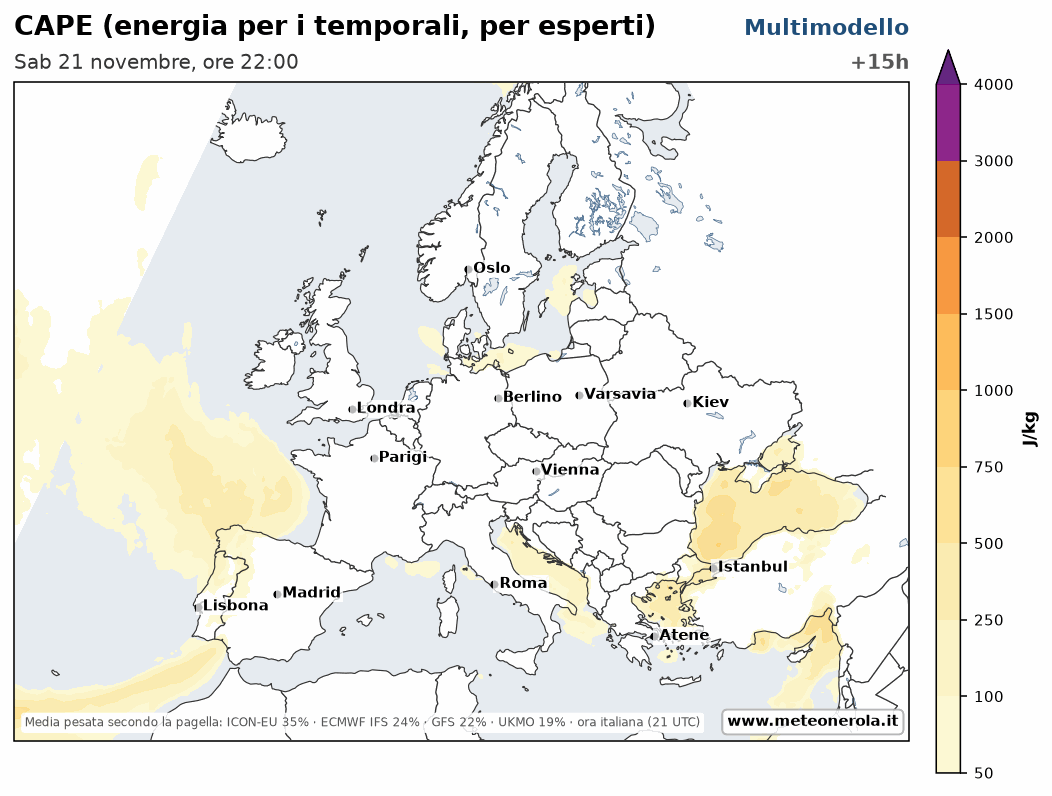 CAPE (energia per i temporali, per esperti)
Multimodello
Sab 21 novembre, ore 22:00
+15h
4000
3000
2000
1500
1000
750
500
250
100
50
J/kg
Oslo
Berlino
Varsavia
Kiev
Londra
Parigi
Vienna
Istanbul
Roma
Madrid
Lisbona
Atene
Media pesata secondo la pagella: ICON-EU 35% · ECMWF IFS 24% · GFS 22% · UKMO 19% · ora italiana (21 UTC)
www.meteonerola.it